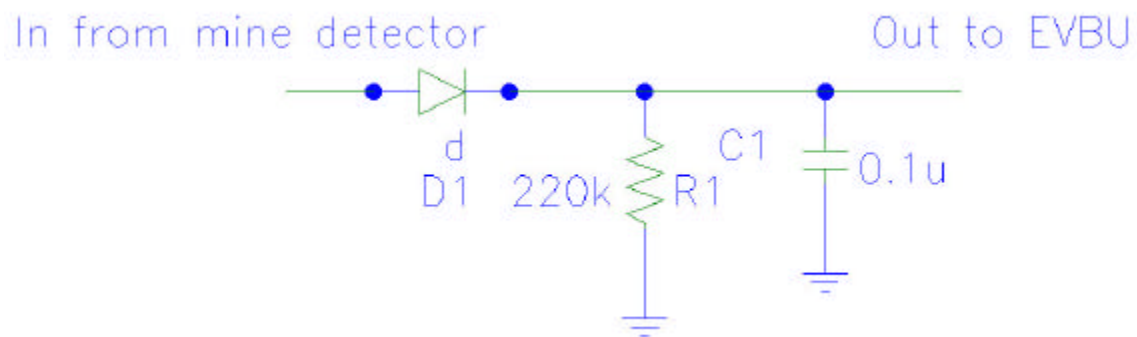 In from mine detector
Out to EVBU
d
D1
220k
R1
C1
0.1u